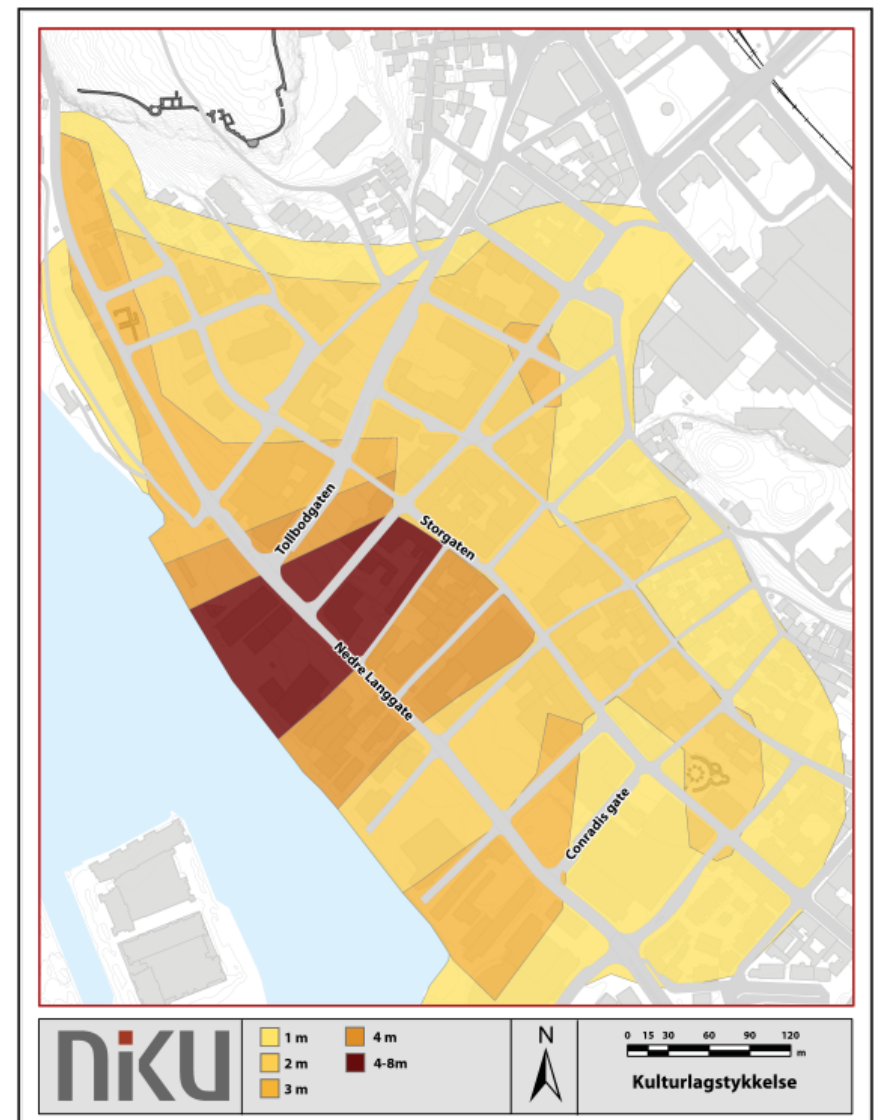 Tollbodgaten
Storgaten
Nedre Langgate
Conradis gate
niku
1 m
2 m
3 m
4 m
4-8m
N
0 15 30 60 90 120
m
Kulturlagstykkelse